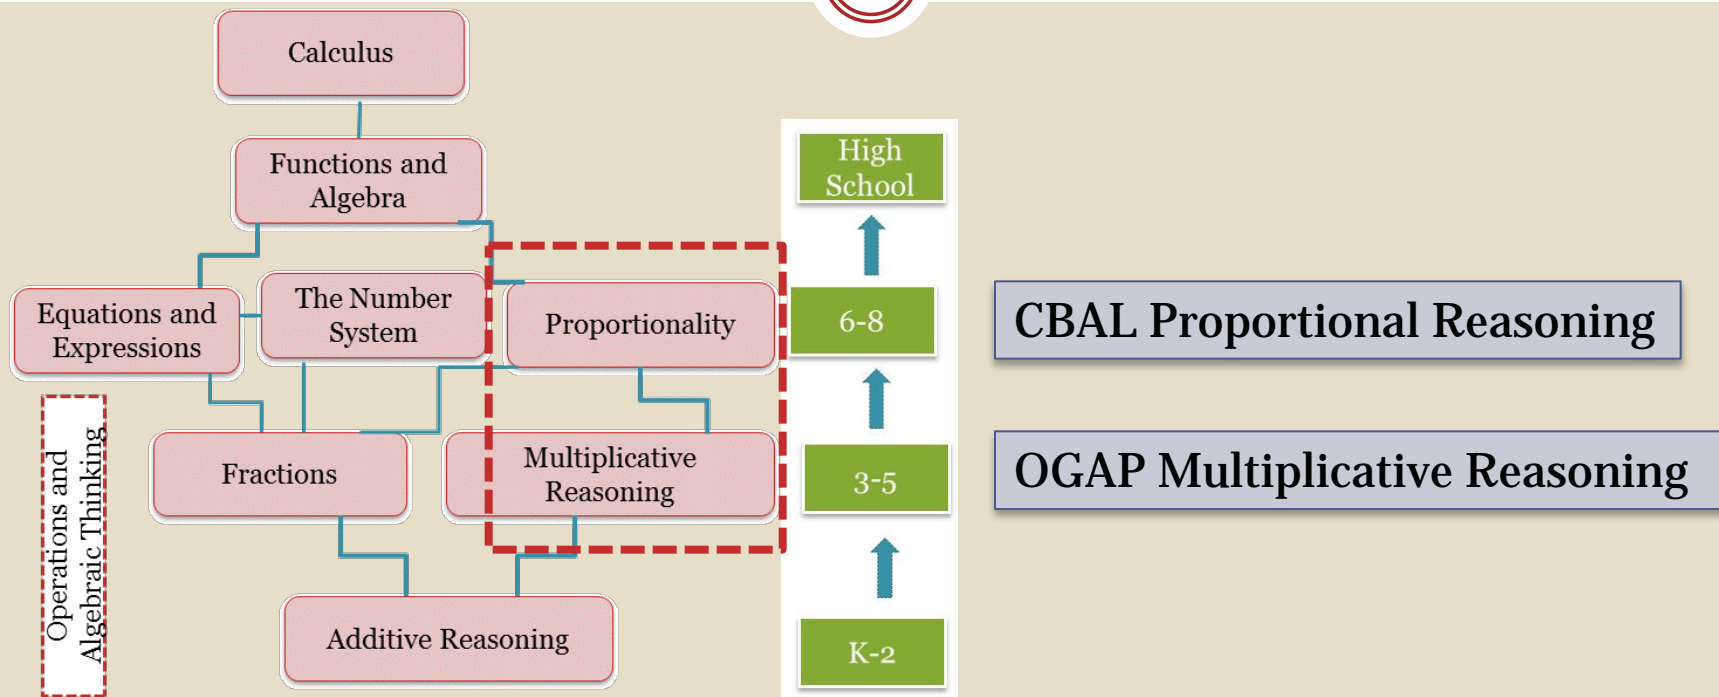 Calculus
Functions and
Algebra
High
School
Equations and
Expressions
The Number
System
Proportionality
6-8
CBAL Proportional Reasoning
Operations and
Algebraic Thinking
Fractions
Multiplicative
Reasoning
3-5
OGAP Multiplicative Reasoning
Additive Reasoning
K-2